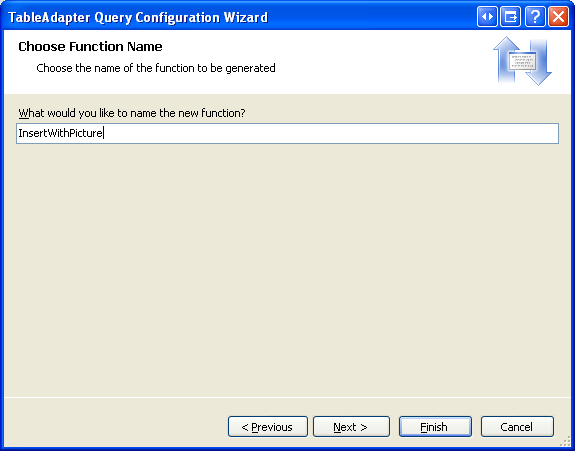 TableAdapter Query Configuration Wizard
Choose Function Name
Choose the name of the function to be generated
What would you like to name the new function?
InsertWithPicture
< Previous
Next >
Finish
Cancel